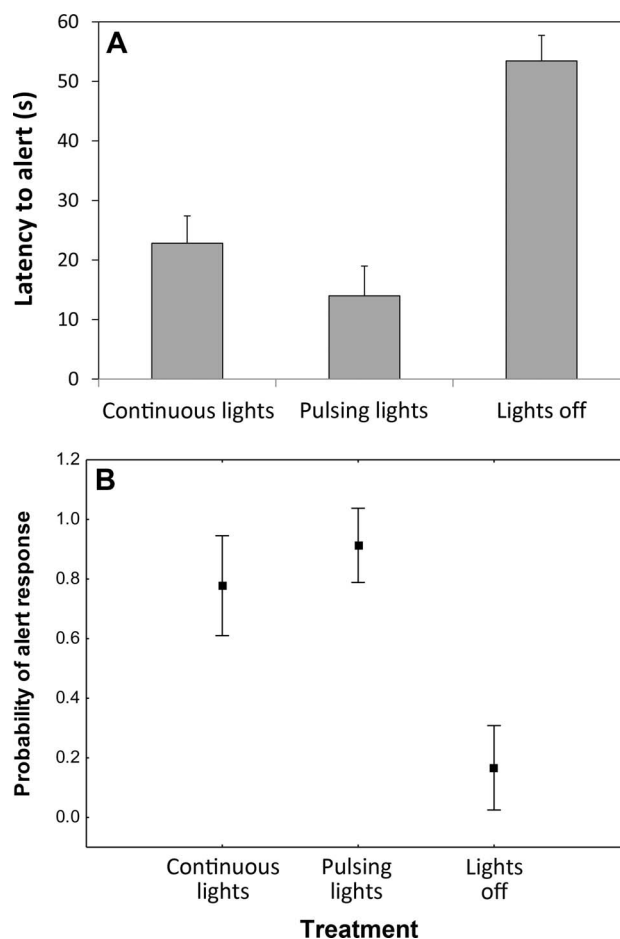 A
Latency to alert (s)
60
50
40
30
20
10
0
Continuous lights Pulsing lights Lights off
B
Probability of alert response
1.2
1.0
0.8
0.6
0.4
0.2
0.0
Continuous lights
Pulsing lights
Lights off
Treatment